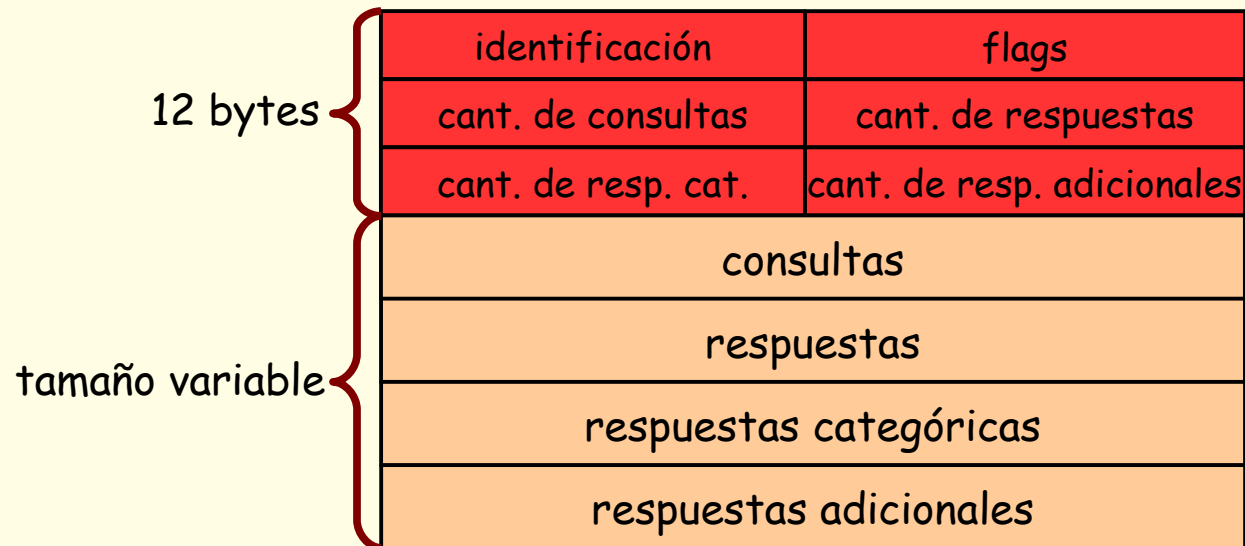 identificación
flags
12 bytes
cant. de consultas
cant. de respuestas
cant. de resp. cat.
cant. de resp. adicionales
consultas
respuestas
tamaño variable
respuestas categóricas
respuestas adicionales